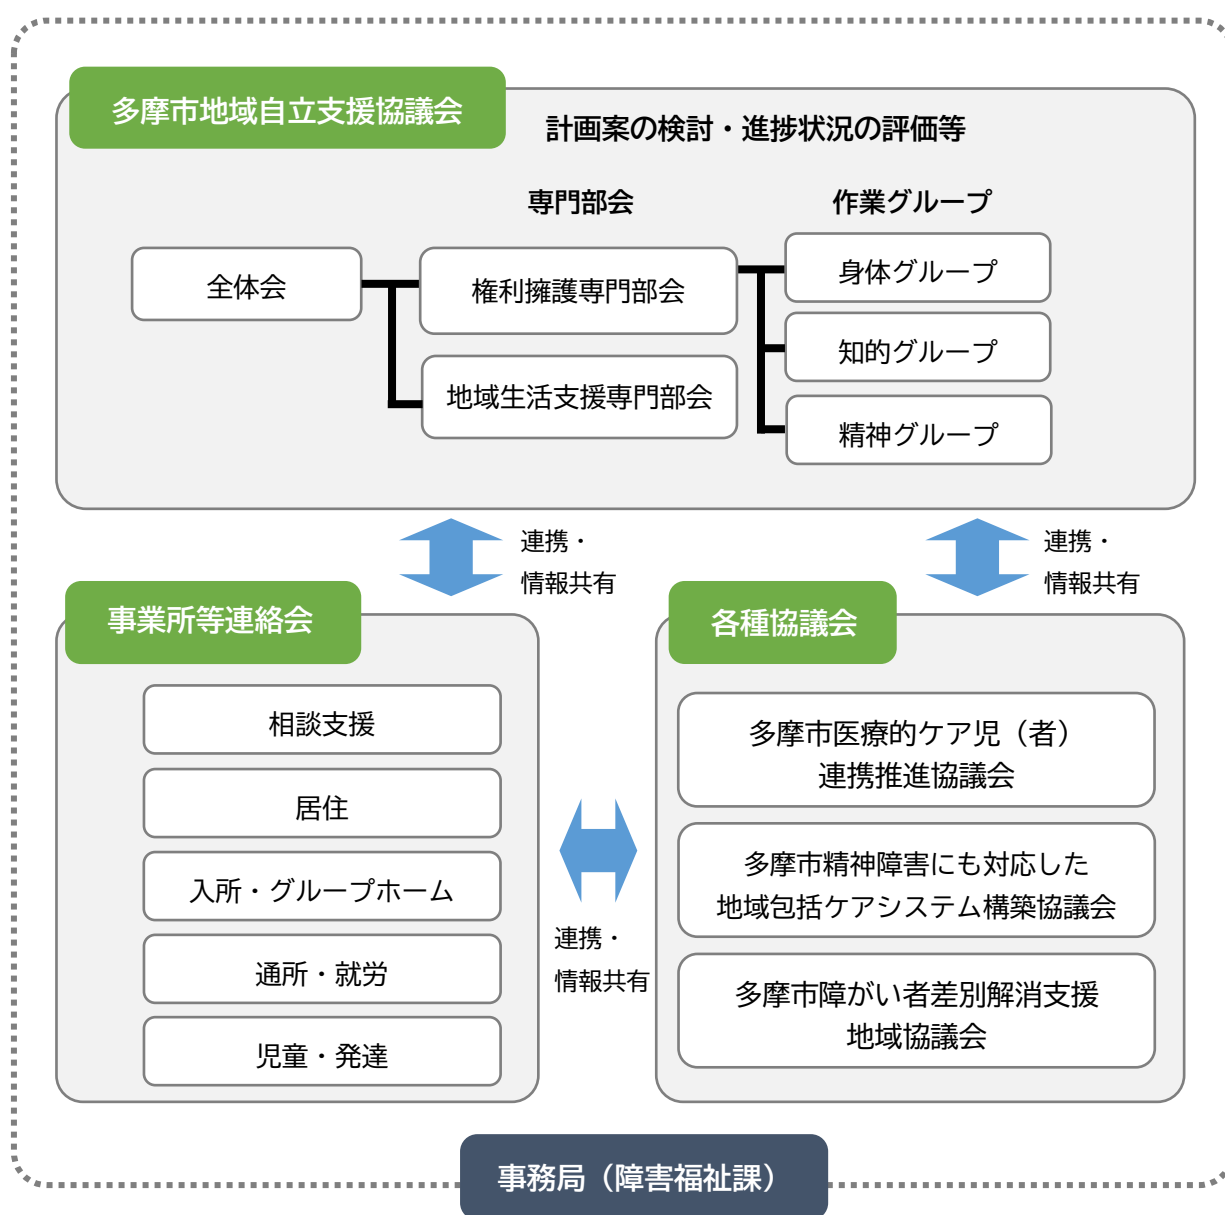 多摩市地域自立支援協議会
計画案の検討・進捗状況の評価等
専門部会
作業グループ
全体会
権利擁護専門部会
地域生活支援専門部会
身体グループ
知的グループ
精神グループ
連携・
情報共有
連携・
情報共有
事業所等連絡会
相談支援
居住
入所・グループホーム
通所・就労
児童・発達
連携・
情報共有
各種協議会
多摩市医療的ケア児（者）
連携推進協議会
多摩市精神障害にも対応した
地域包括ケアシステム構築協議会
多摩市障がい者差別解消支援
地域協議会
事務局（障害福祉課）